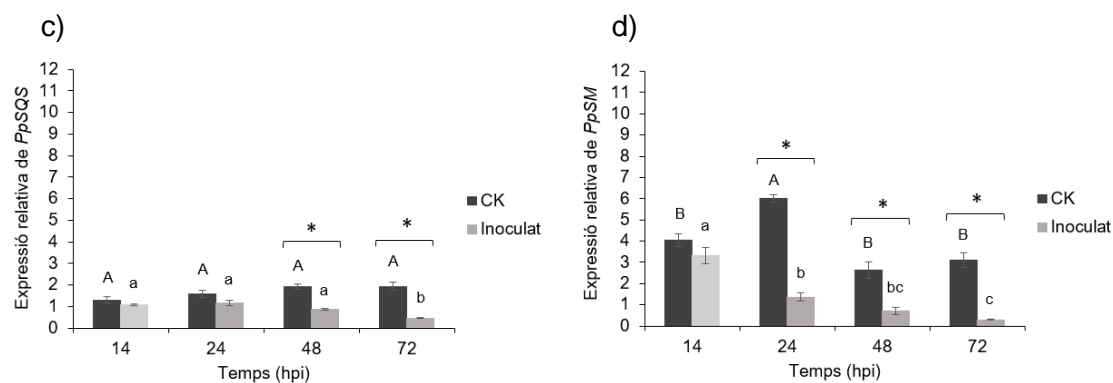 c)
Expressió relativa de PpSQS
12
11
10
9
8
7
6
5
4
3
2
1
0
A a A a A a A b
* *
14 24 48 72
Temps (hpi)
CK
Inoculat
d)
Expressió relativa de PpSM
12
11
10
9
8
7
6
5
4
3
2
1
0
B a A b B bc B c
* * *
14 24 48 72
Temps (hpi)
CK
Inoculat